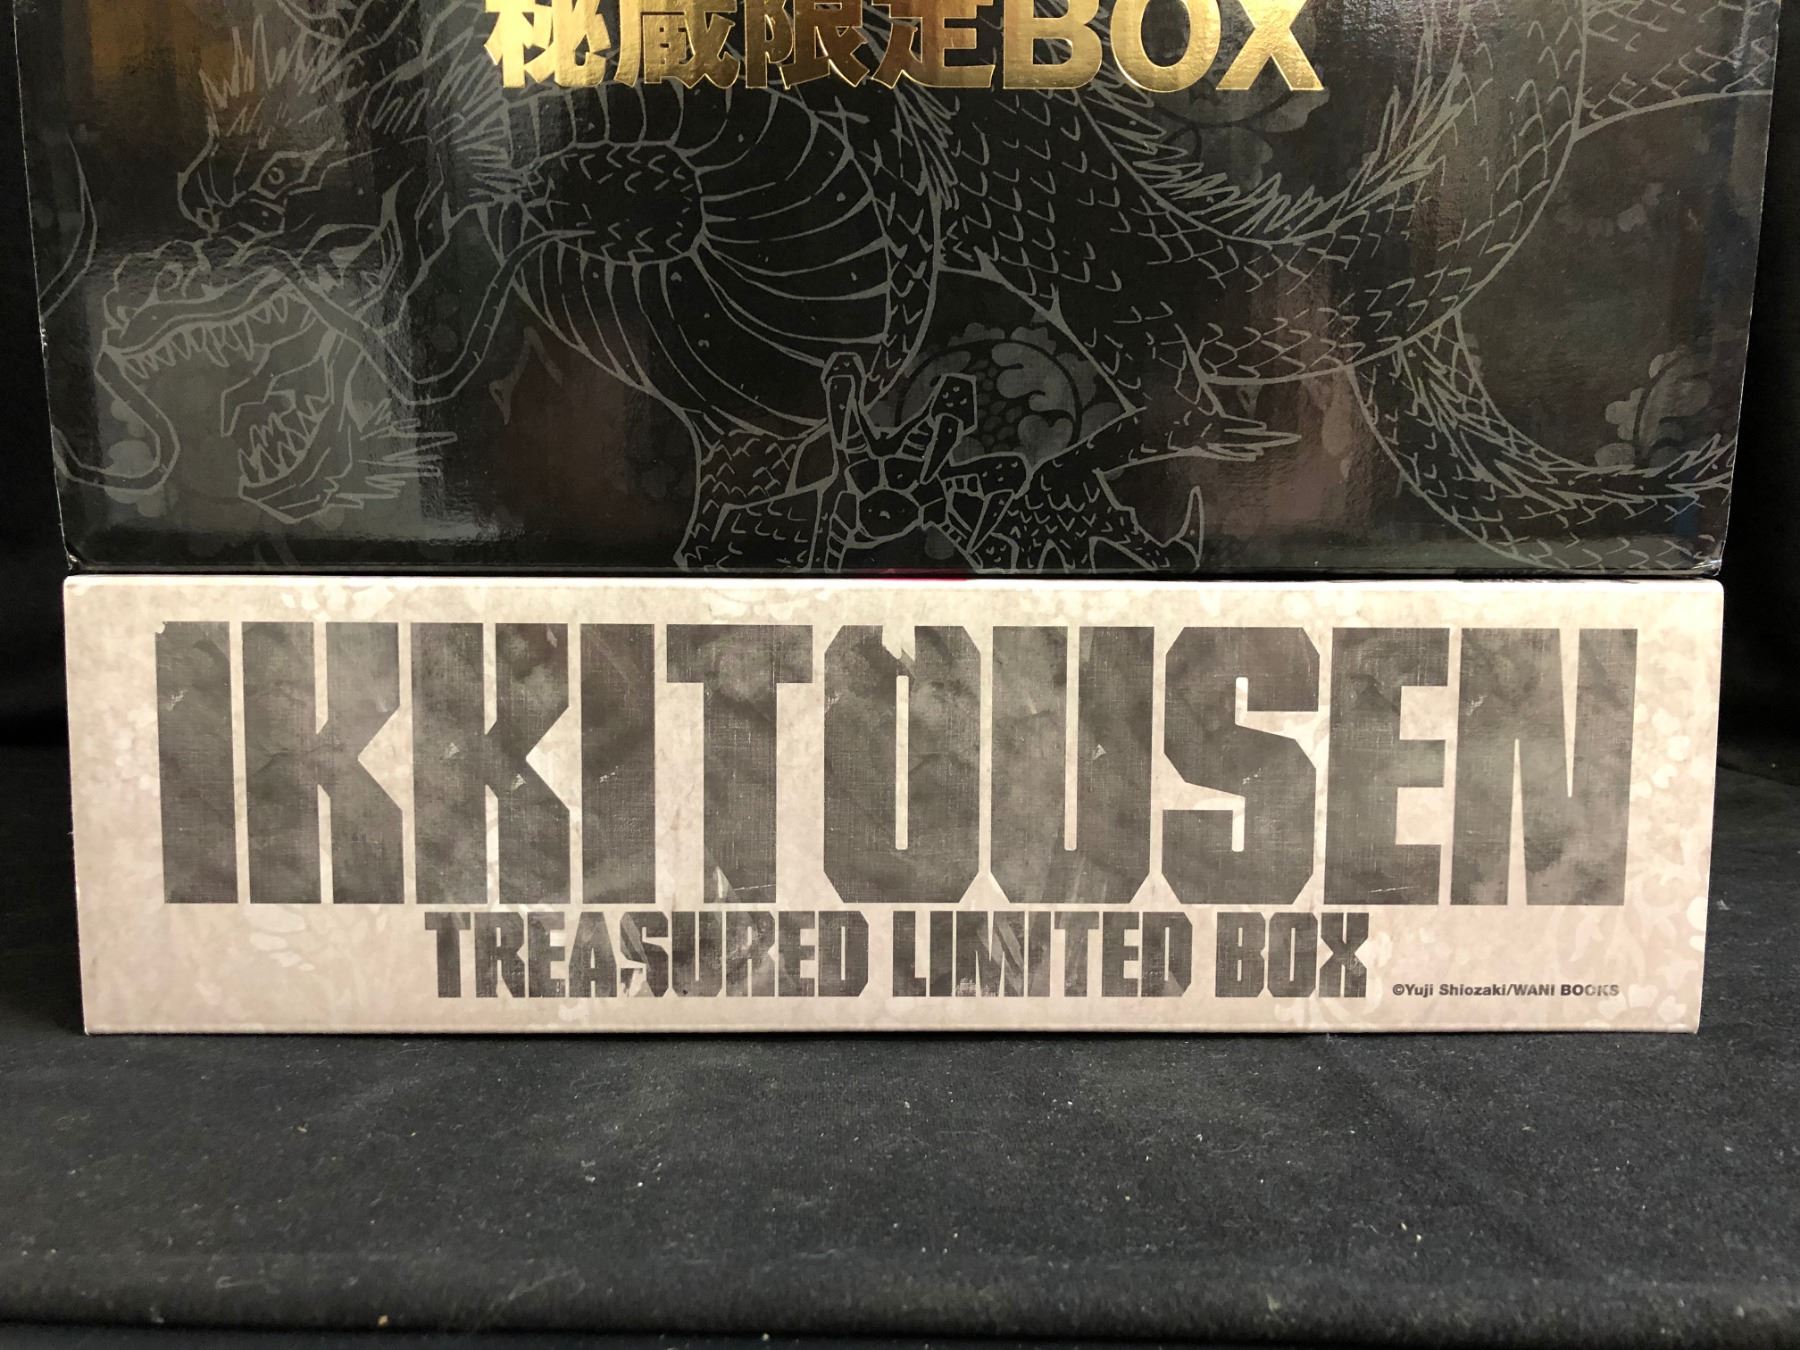 秘蔵限定BOX
IKKITOUSEN
TREASURED LIMITED BOX
©Yuji Shiozaki/WANI BOOKS